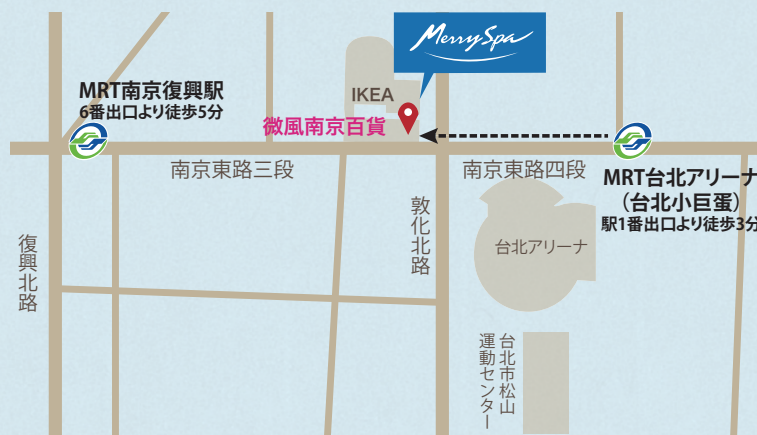 Merry Spa
MRT南京復興駅
6番出口より徒歩5分
IKEA
微風南京百貨
南京東路三段
南京東路四段
MRT台北アリーナ
（台北小巨蛋）
駅1番出口より徒歩3分
敦化北路
復興北路
台北アリーナ
台北市松山
運動センター